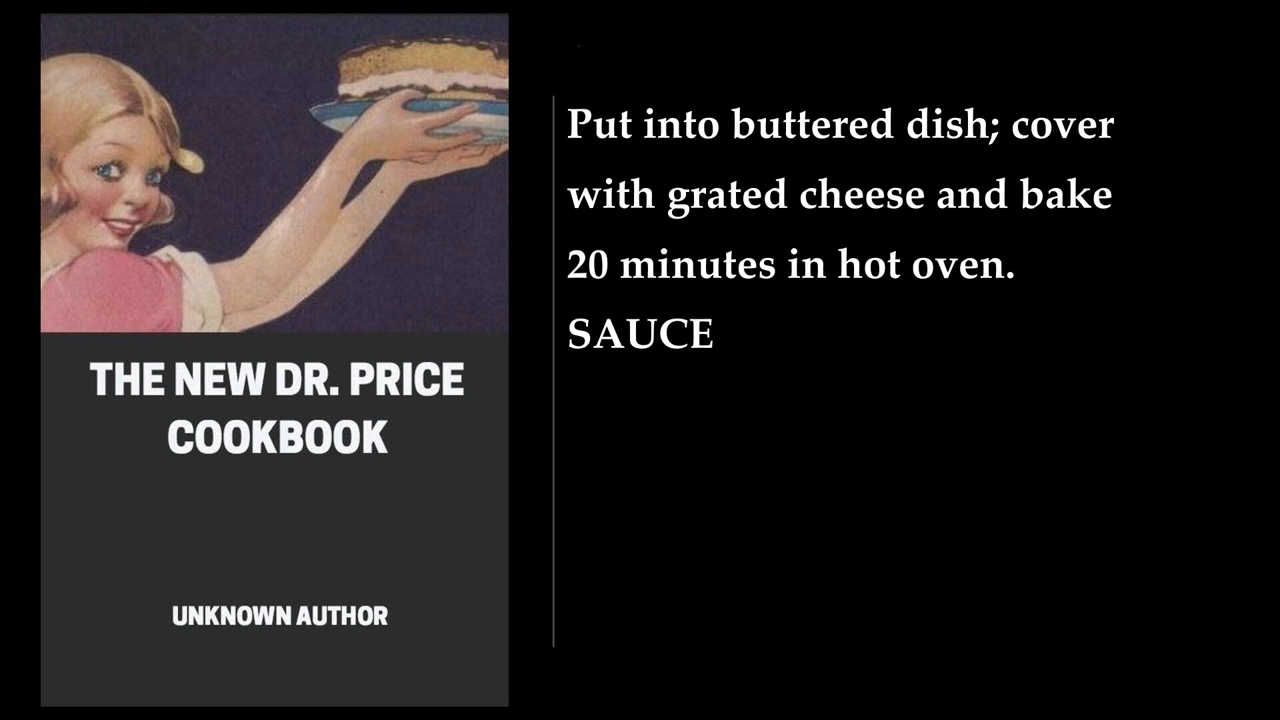 THE NEW DR. PRICE
COOKBOOK
UNKNOWN AUTHOR
Put into buttered dish; cover
with grated cheese and bake
20 minutes in hot oven.
SAUCE